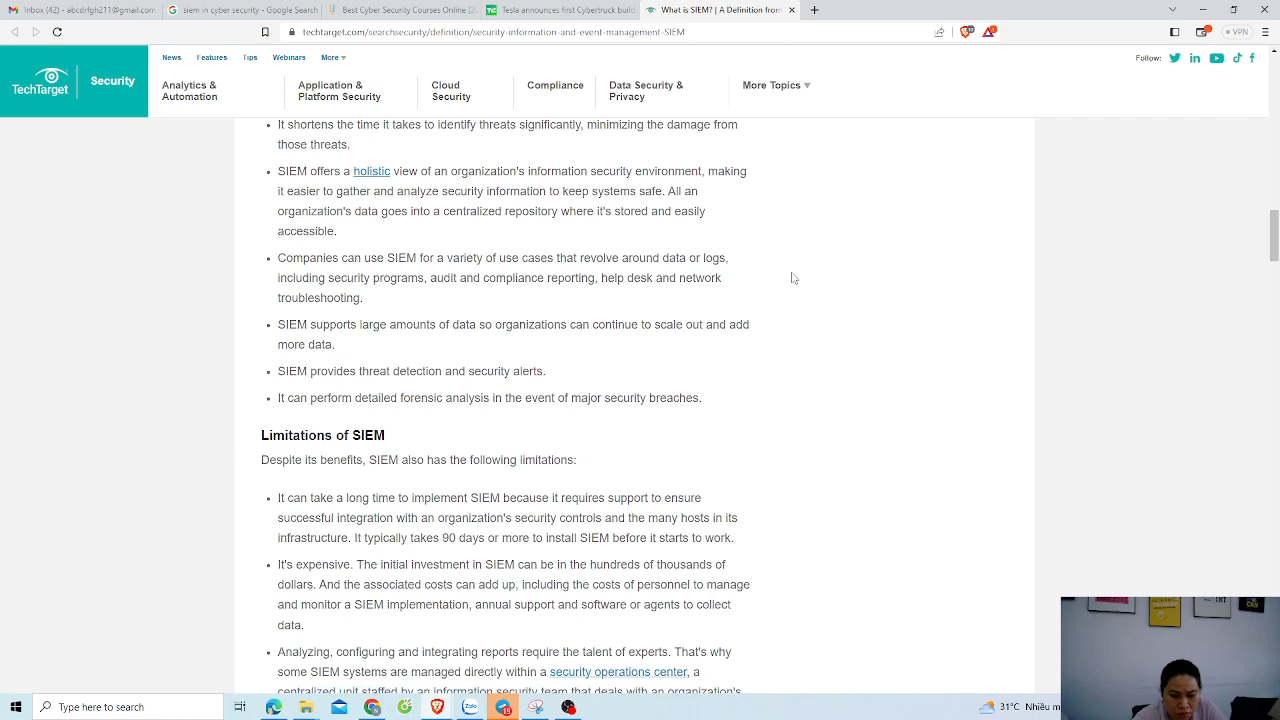 Inbox (42) - abcdrfgh211@gmail.com
siem in cyber security - Google Search
Best Cyber Security Courses Online [2
Tesla announces first Cybertruck build
What is SIEM? | A Definition from
techtarget.com/searchsecurity/definition/security-information-and-event-management-SIEM
VPN
TechTarget
Security
News Features Tips Webinars More
Follow:
Analytics &
Automation
Application &
Platform Security
Cloud
Security
Compliance
Data Security &
Privacy
More Topics
It shortens the time it takes to identify threats significantly, minimizing the damage from
those threats.
SIEM offers a holistic view of an organization's information security environment, making
it easier to gather and analyze security information to keep systems safe. All an
organization's data goes into a centralized repository where it's stored and easily
accessible.
Companies can use SIEM for a variety of use cases that revolve around data or logs,
including security programs, audit and compliance reporting, help desk and network
troubleshooting.
SIEM supports large amounts of data so organizations can continue to scale out and add
more data.
SIEM provides threat detection and security alerts.
It can perform detailed forensic analysis in the event of major security breaches.
Limitations of SIEM
Despite its benefits, SIEM also has the following limitations:
It can take a long time to implement SIEM because it requires support to ensure
successful integration with an organization's security controls and the many hosts in its
infrastructure. It typically takes 90 days or more to install SIEM before it starts to work.
It's expensive. The initial investment in SIEM can be in the hundreds of thousands of
dollars. And the associated costs can add up, including the costs of personnel to manage
and monitor a SIEM implementation, annual support and software or agents to collect
data.
Analyzing, configuring and integrating reports require the talent of experts. That's why
some SIEM systems are managed directly within a security operations center, a
centralized unit staffed by an information security team that deals with an organization's
Type here to search
Zalo
15
31°C Nhiều m